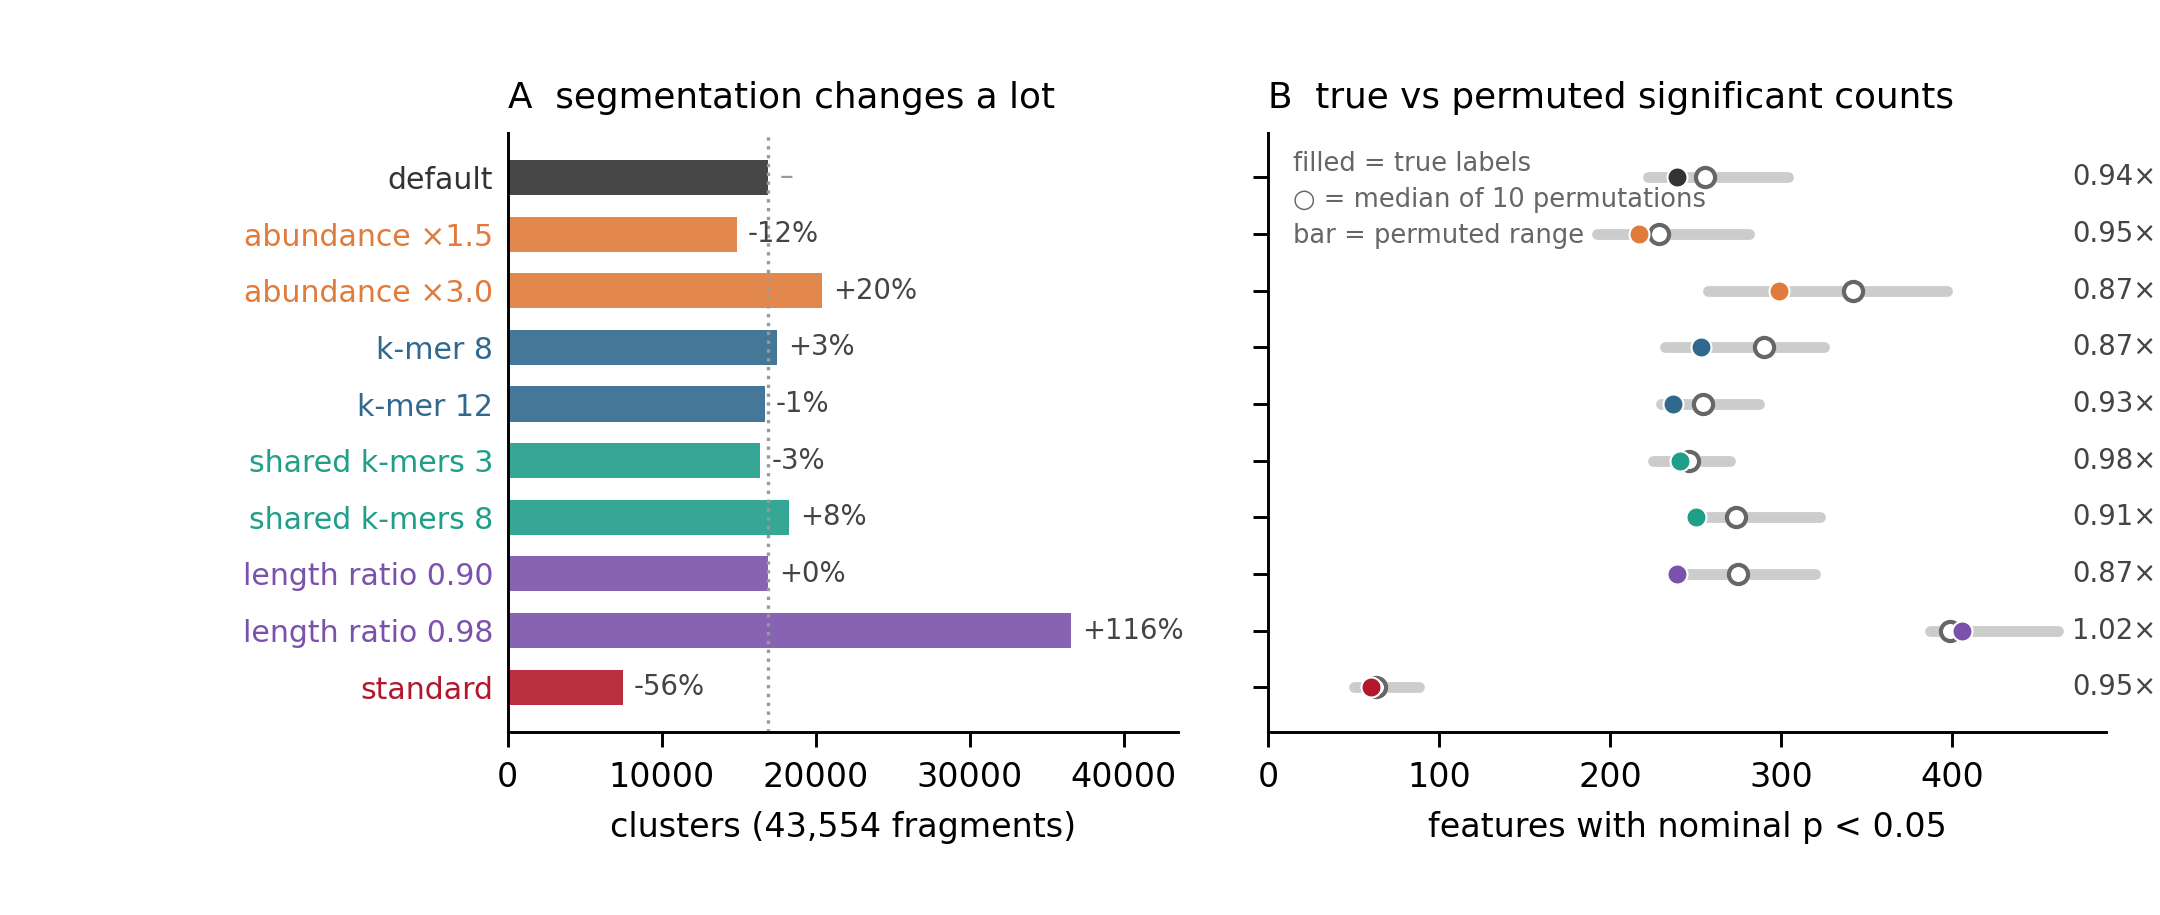 A  segmentation changes a lot
default
–
abundance ×1.5
-12%
abundance ×3.0
+20%
k-mer 8
+3%
k-mer 12
-1%
shared k-mers 3
-3%
shared k-mers 8
+8%
length ratio 0.90
+0%
length ratio 0.98
+116%
standard
-56%
0 10000 20000 30000 40000
clusters (43,554 fragments)
B  true vs permuted significant counts
filled = true labels
○ = median of 10 permutations
bar = permuted range
0.94×
0.95×
0.87×
0.87×
0.93×
0.98×
0.91×
0.87×
1.02×
0.95×
0 100 200 300 400
features with nominal p < 0.05